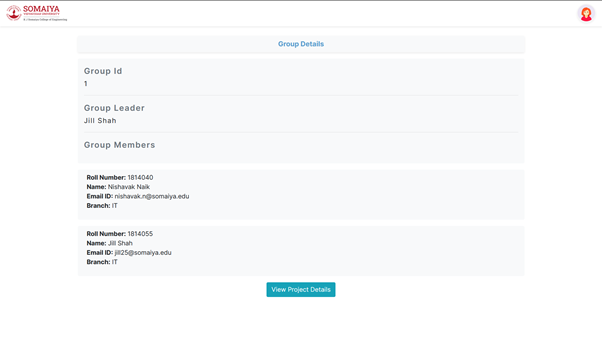 SOMAIYA
VIDYAVIHAR UNIVERSITY
K J Somaiya College of Engineering
Group Details
Group Id
1
Group Leader
Jill Shah
Group Members
Roll Number: 1814040
Name: Nishavak Naik
Email ID: nishavak.n@somaiya.edu
Branch: IT
Roll Number: 1814055
Name: Jill Shah
Email ID: jill25@somaiya.edu
Branch: IT
View Project Details